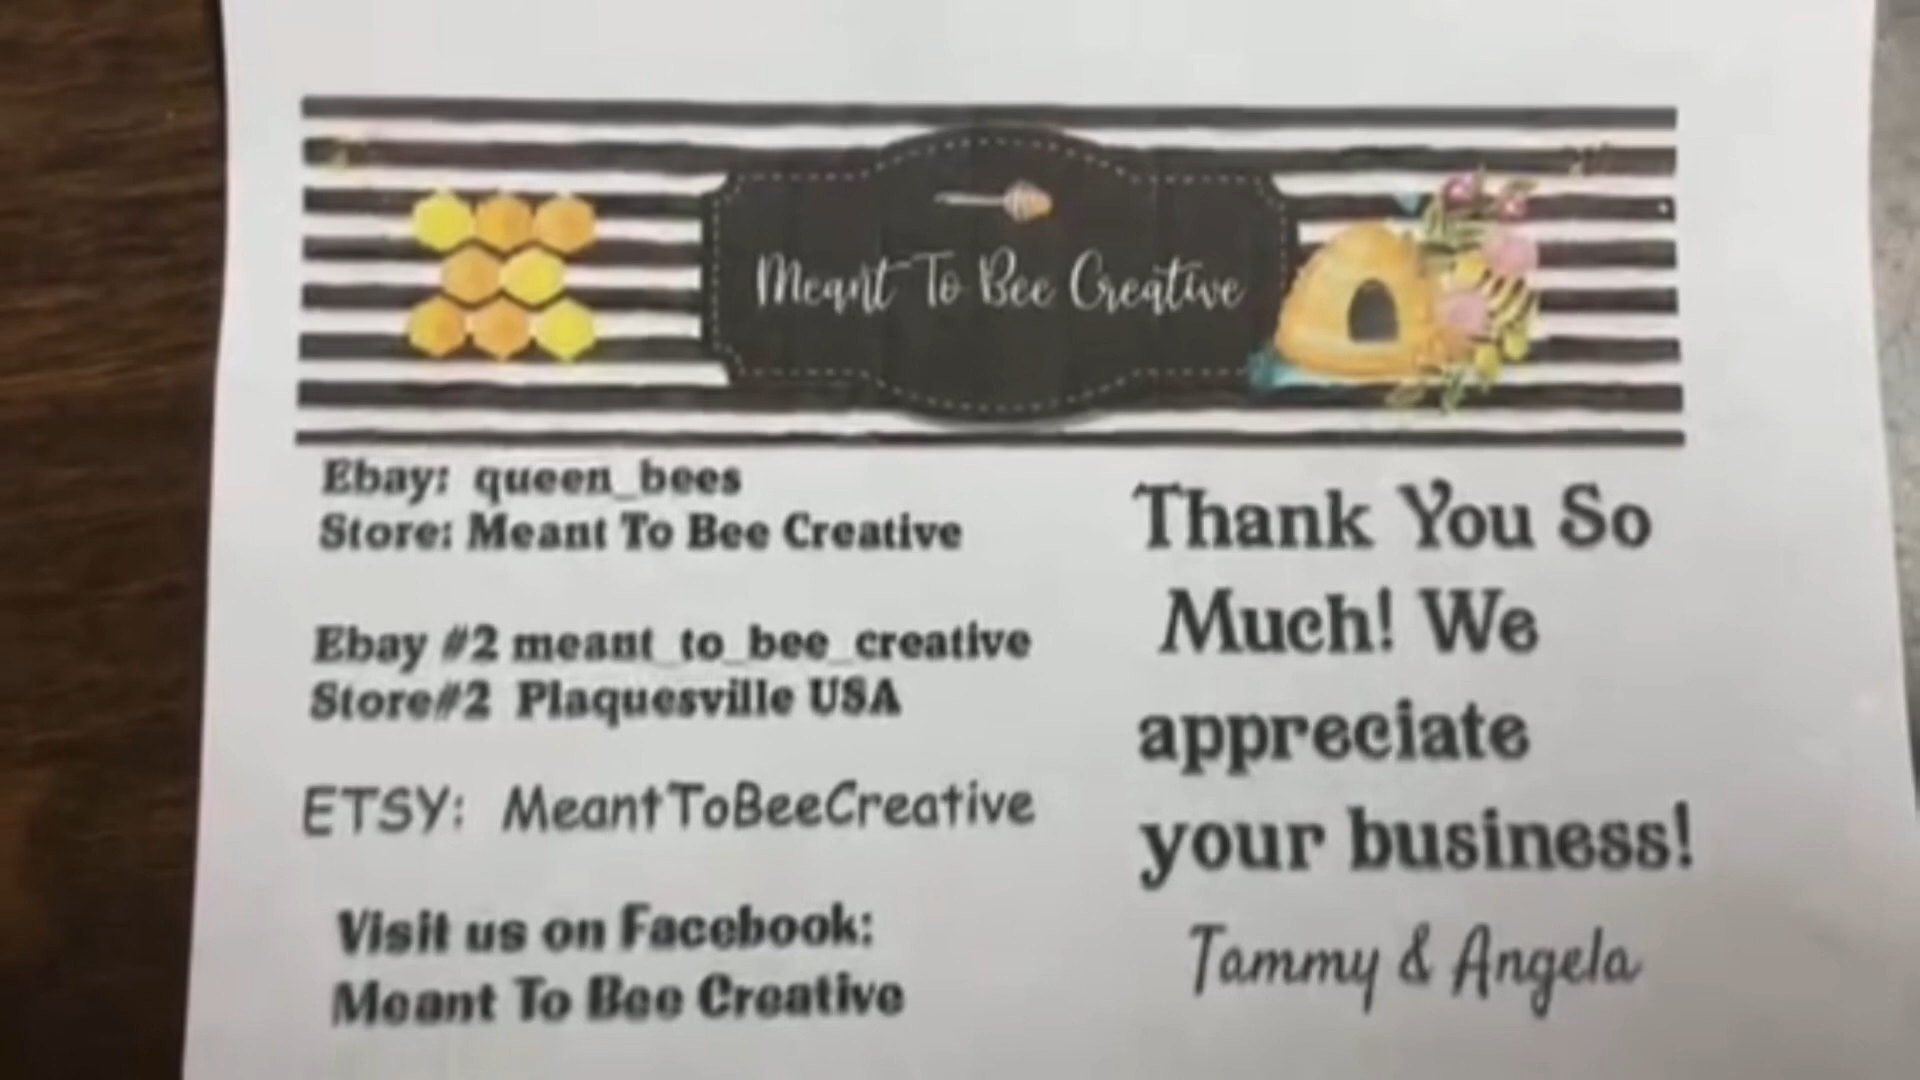 Meant To Bee Creative
Ebay: queen_bees
Store: Meant To Bee Creative
Ebay #2 meant_to_bee_creative
Store#2 Plaquesville USA
ETSY: MeantToBeeCreative
Visit us on Facebook:
Meant To Bee Creative
Thank You So
Much! We
appreciate
your business!
Tammy & Angela